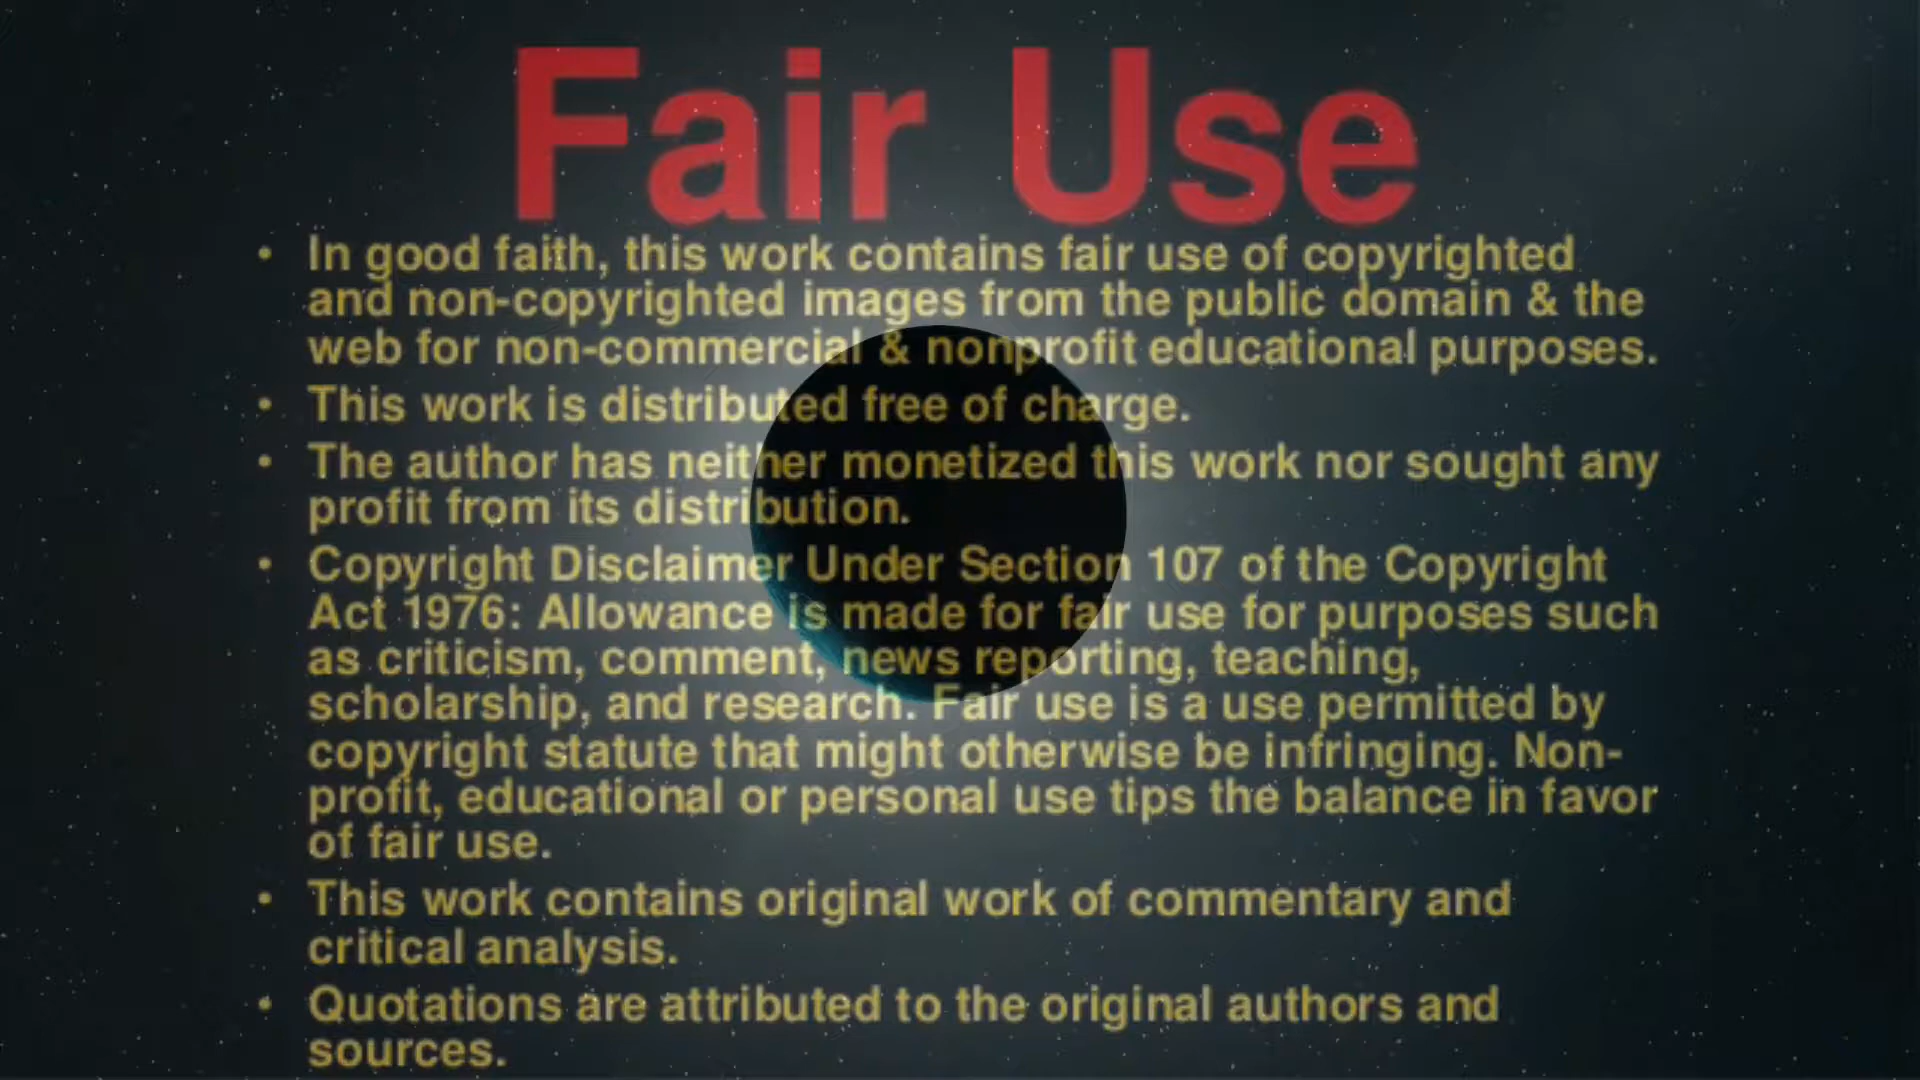 Fair Use
• In good faith, this work contains fair use of copyrighted
and non-copyrighted images from the public domain & the
web for non-commercial & nonprofit educational purposes.
• This work is distributed free of charge.
• The author has neither monetized this work nor sought any
profit from its distribution.
• Copyright Disclaimer Under Section 107 of the Copyright
Act 1976: Allowance is made for fair use for purposes such
as criticism, comment, news reporting, teaching,
scholarship, and research. Fair use is a use permitted by
copyright statute that might otherwise be infringing. Non-
profit, educational or personal use tips the balance in favor
of fair use.
• This work contains original work of commentary and
critical analysis.
• Quotations are attributed to the original authors and
sources.